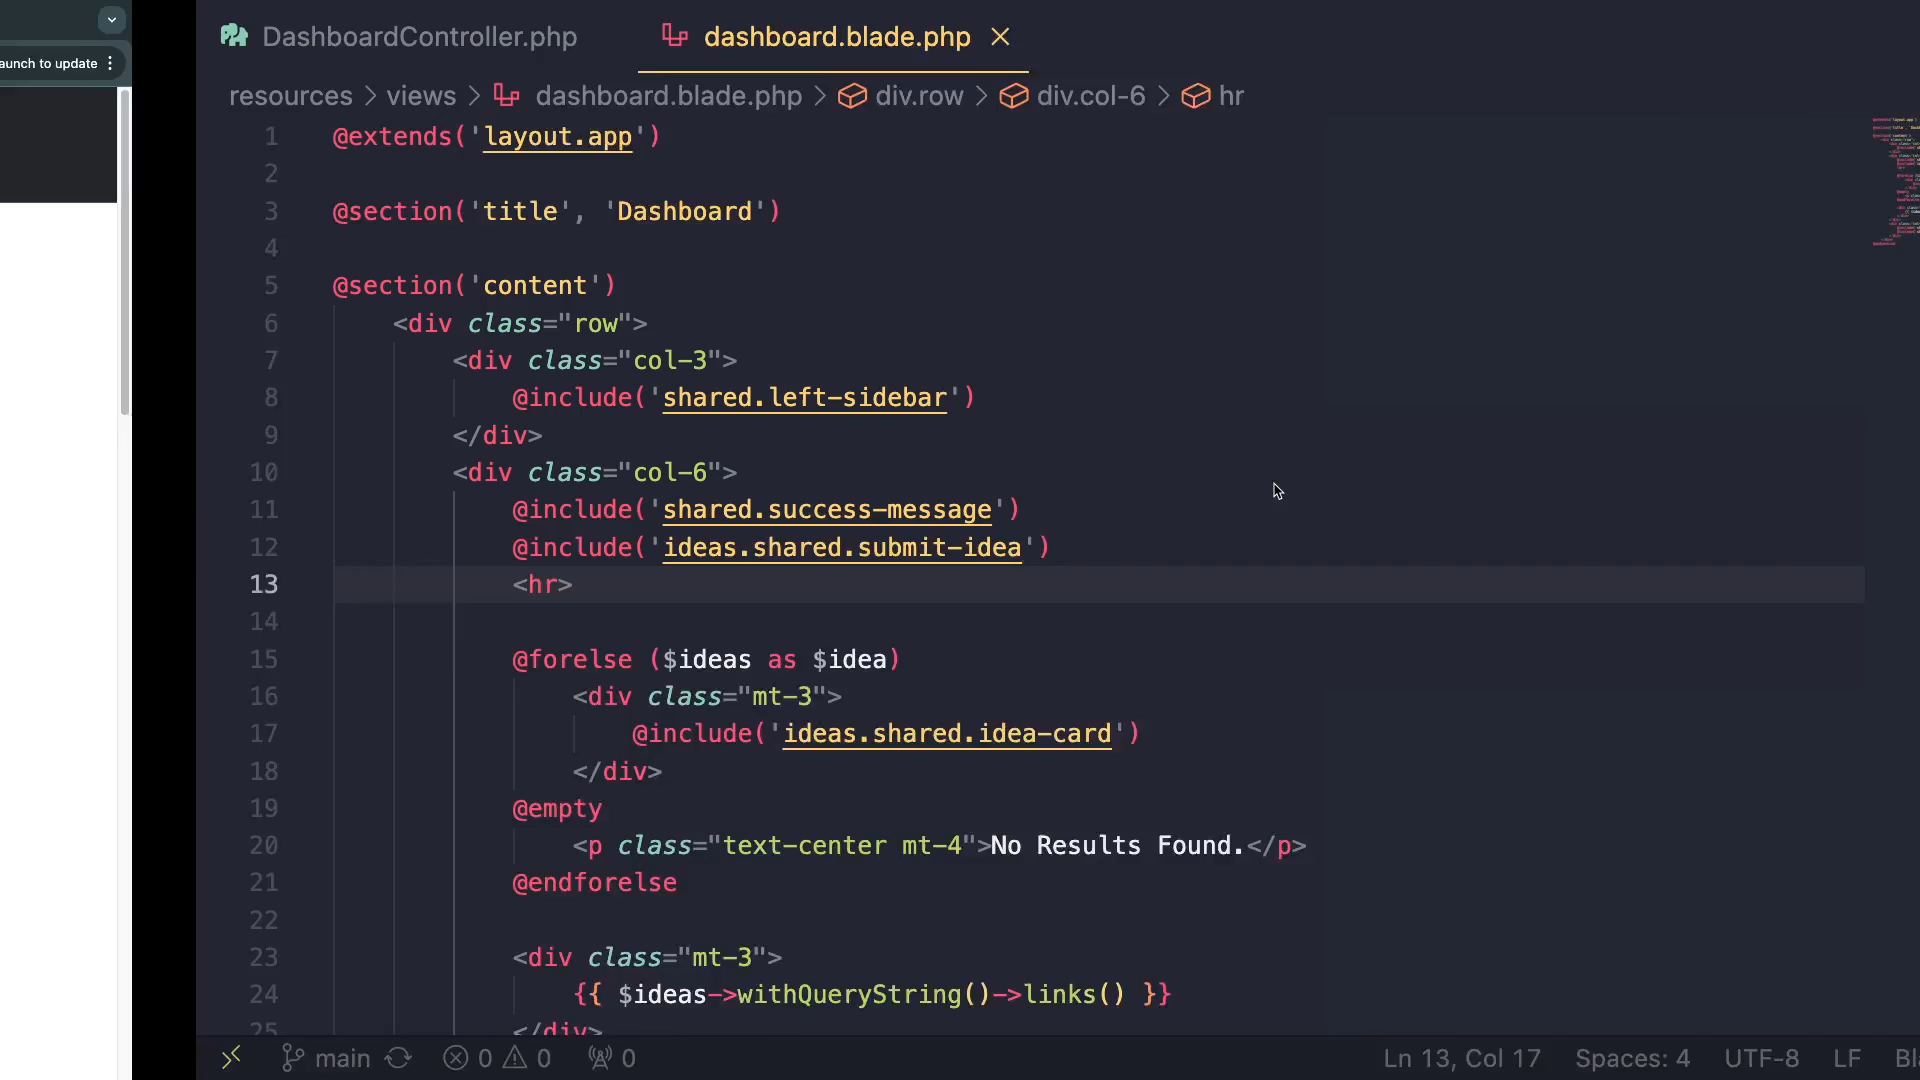 DashboardController.php
dashboard.blade.php
aunch to update
resources > views > dashboard.blade.php > div.row > div.col-6 > hr
1 @extends('layout.app')
2
3 @section('title', 'Dashboard')
4
5 @section('content')
6 <div class="row">
7 <div class="col-3">
8 @include('shared.left-sidebar')
9 </div>
10 <div class="col-6">
11 @include('shared.success-message')
12 @include('ideas.shared.submit-idea')
13 <hr>
14
15 @forelse ($ideas as $idea)
16 <div class="mt-3">
17 @include('ideas.shared.idea-card')
18 </div>
19 @empty
20 <p class="text-center mt-4">No Results Found.</p>
21 @endforelse
22
23 <div class="mt-3">
24 {{ $ideas->withQueryString()->links() }}
25 </div>
main 0 0 0 Ln 13, Col 17 Spaces: 4 UTF-8 LF Bl